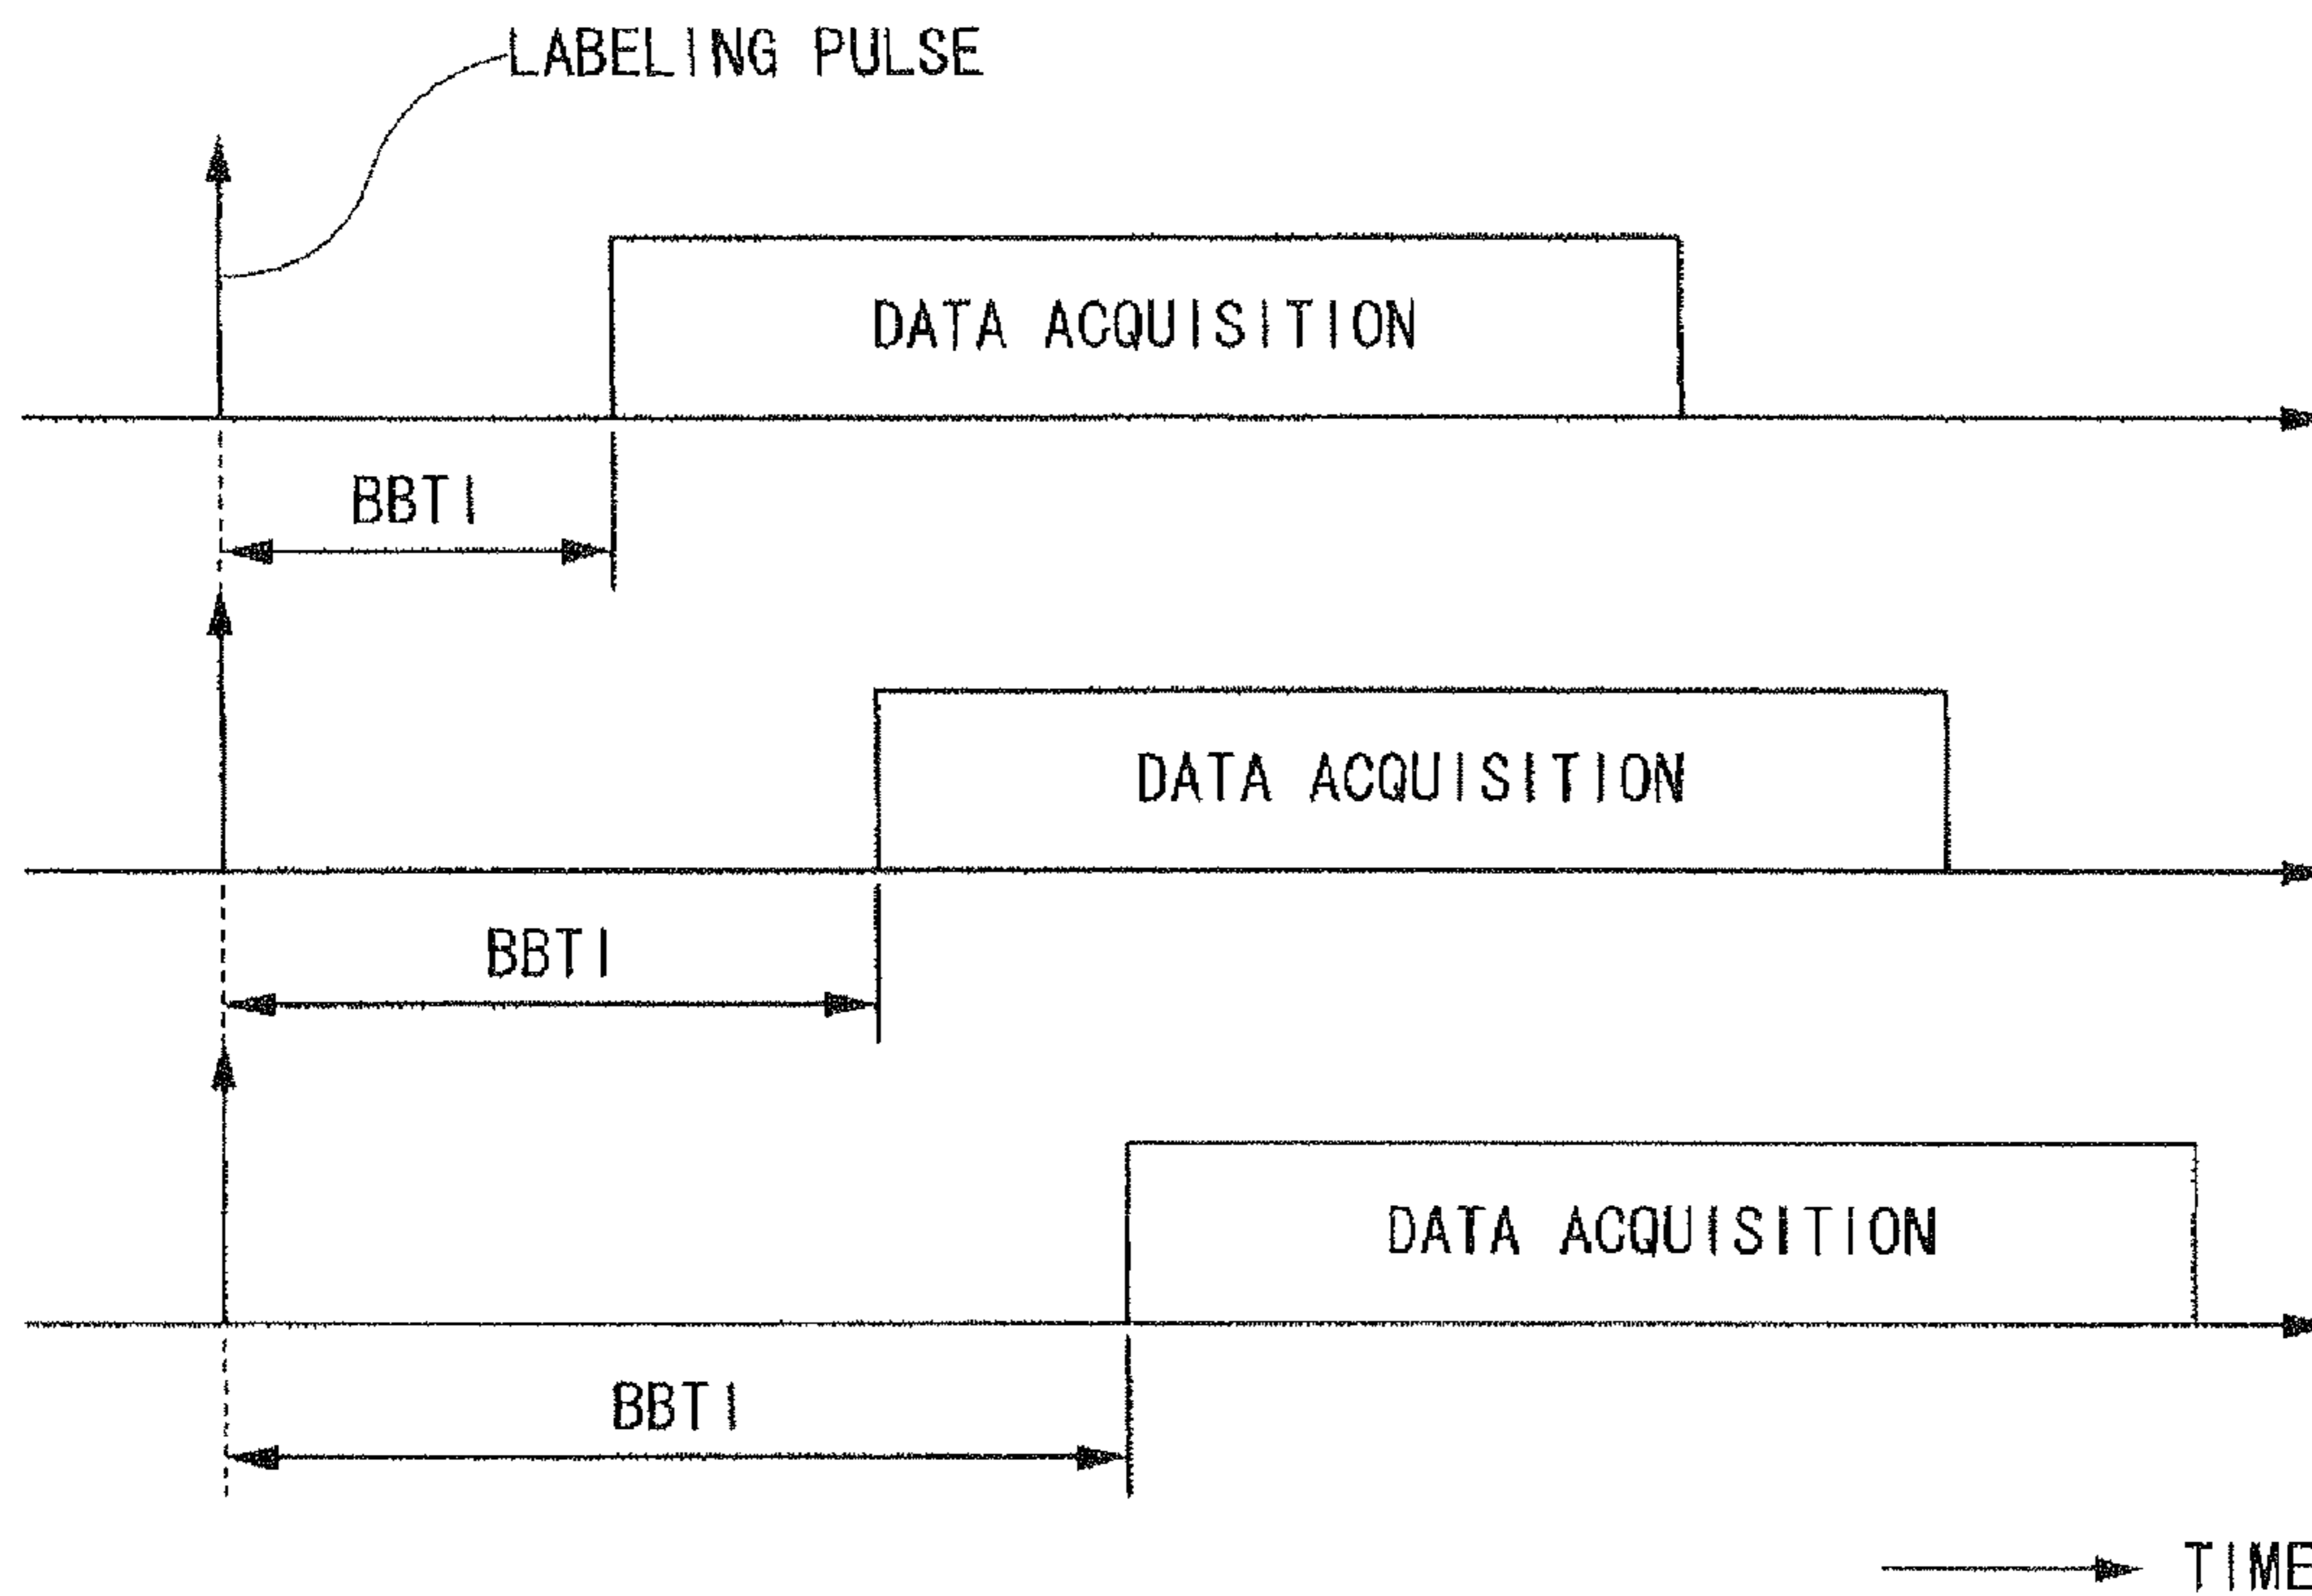 LABELING PULSE
DATA ACQUISITION
BBTI
DATA ACQUISITION
BBTI
DATA ACQUISITION
BBTI
TIME